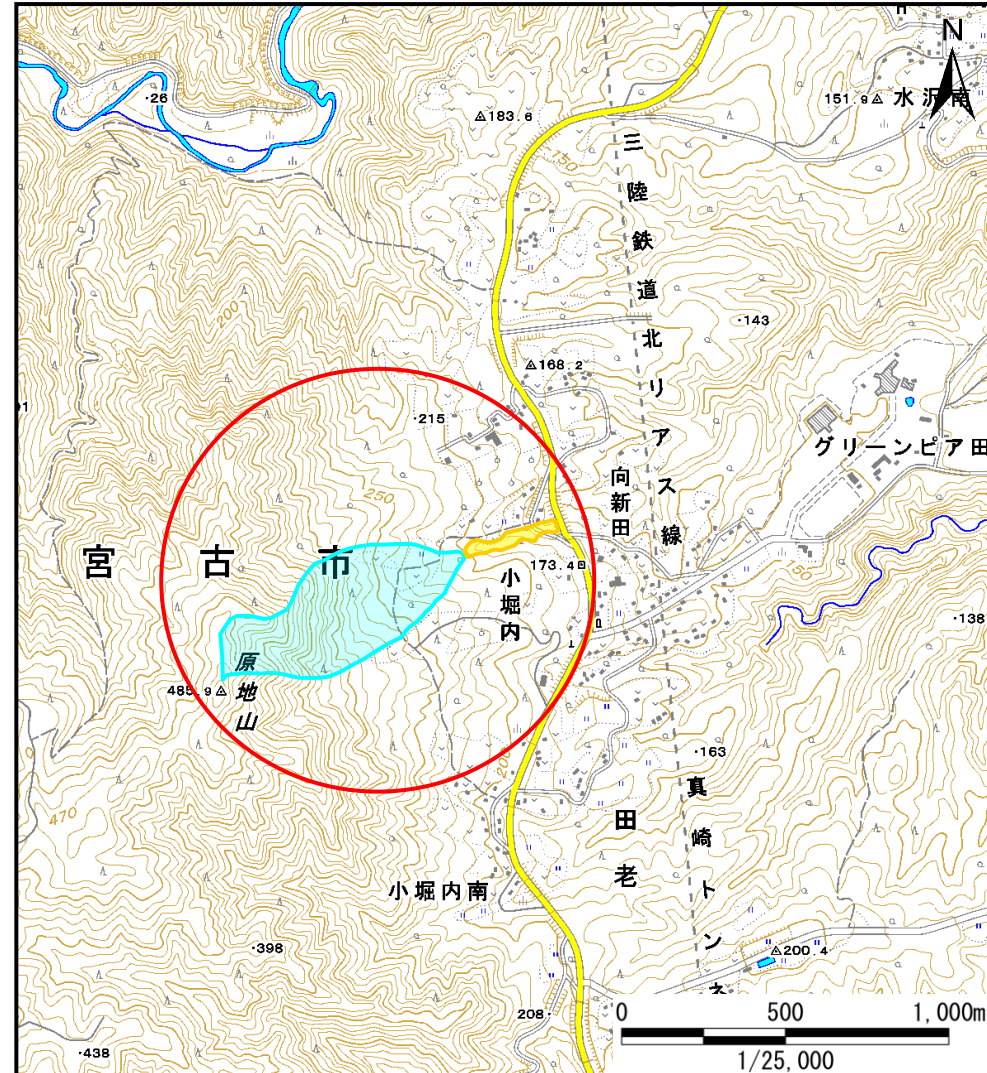 N
・26
151.9
水沢南
183.6
三陸鉄道北リアス線
150
200
・143
168.2
・215
グリーンピア田
向新田
250
宮古市
173.4
小堀内
50
・138
原地山
485.9
200
・163
470
真崎トンネ
田老
小堀内南
・398
200.4
208・
・438
0 500 1,000m
1/25,000